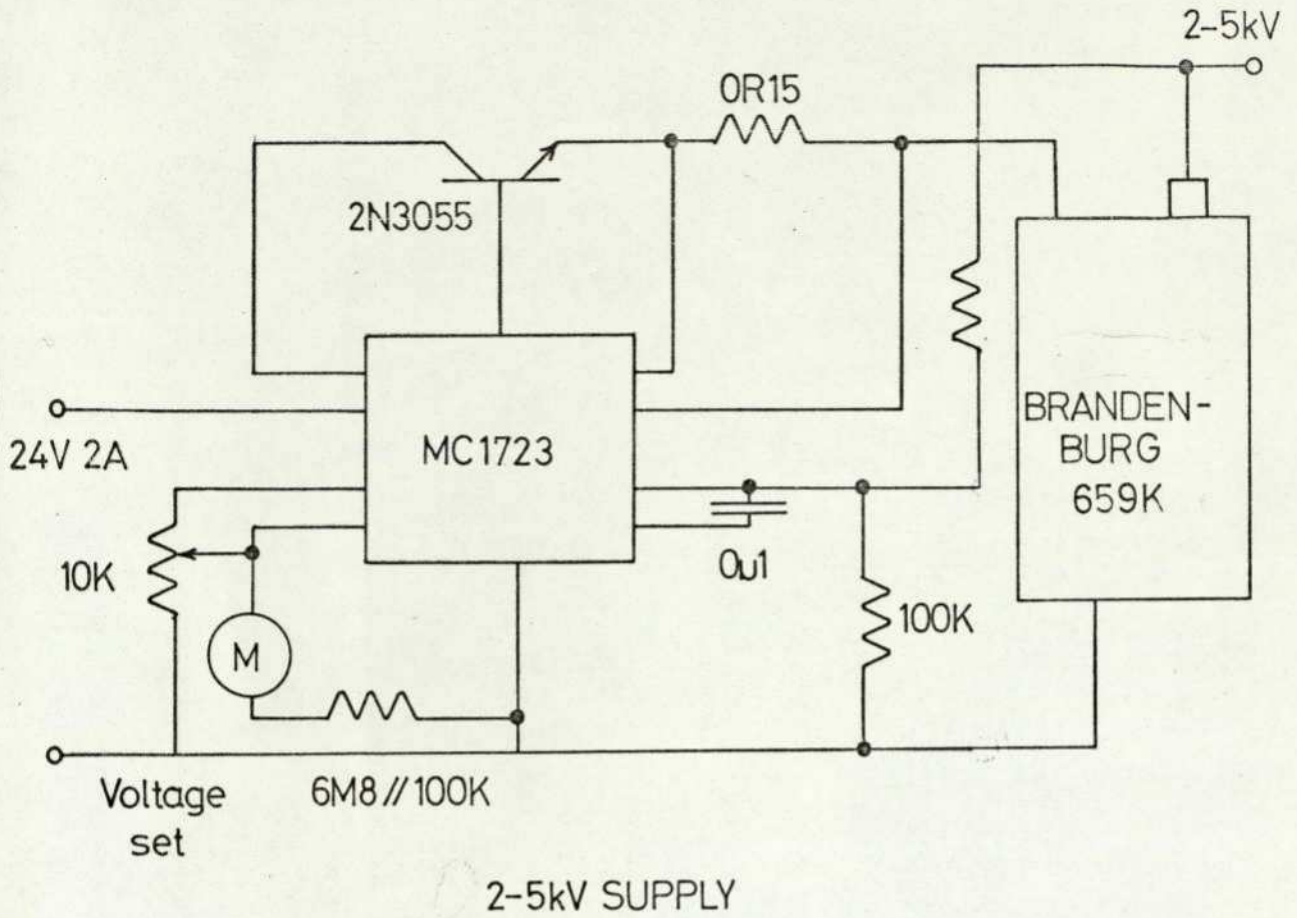 2-5kV
0R15
2N3055
24V 2A
MC1723
BRANDEN-
BURG
659K
10K
0u1
100K
M
Voltage
set
6M8//100K
2-5kV SUPPLY